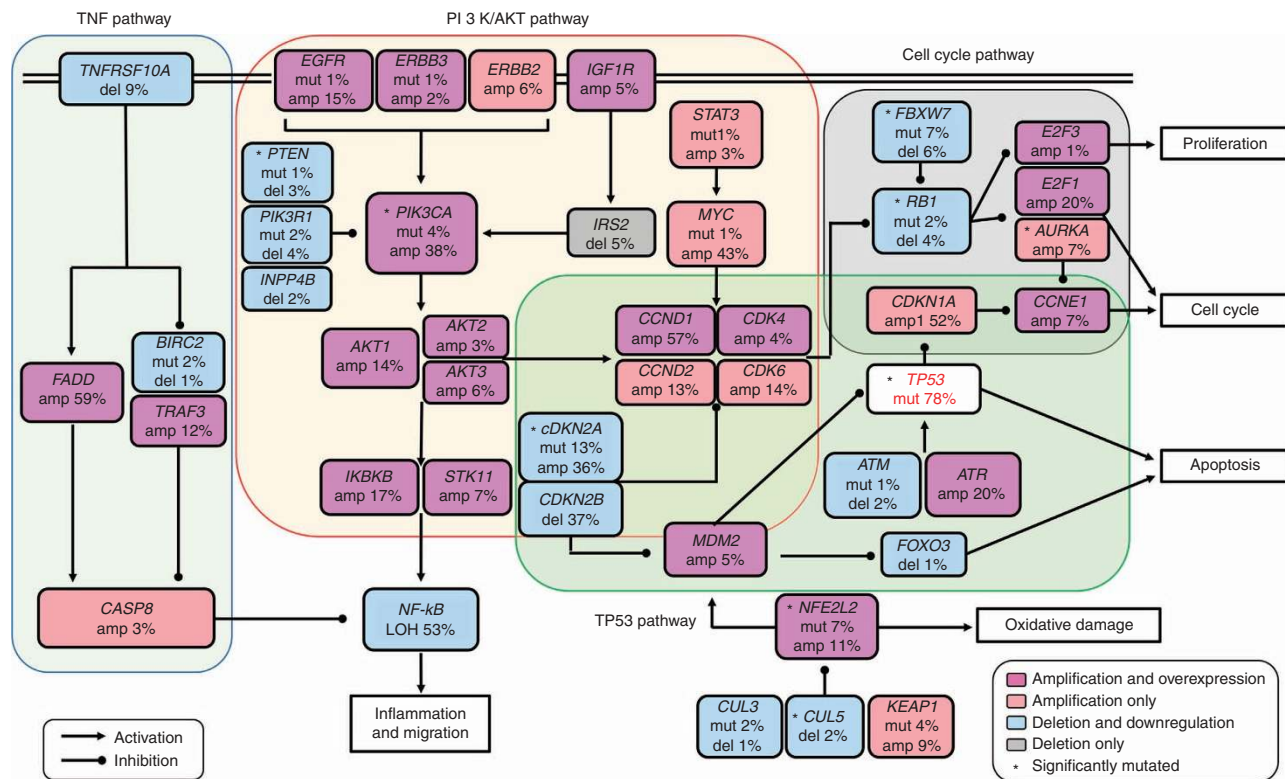 TNF pathway
PI 3 K/AKT pathway
Cell cycle pathway
TNFRSF10A
del 9%
EGFR
mut 1%
amp 15%
ERBB3
mut 1%
amp 2%
ERBB2
amp 6%
IGF1R
amp 5%
STAT3
mut1%
amp 3%
* FBXW7
mut 7%
del 6%
E2F3
amp 1%
Proliferation
* PTEN
mut 1%
del 3%
PIK3R1
mut 2%
del 4%
INPP4B
del 2%
* PIK3CA
mut 4%
amp 38%
IRS2
del 5%
MYC
mut 1%
amp 43%
* RB1
mut 2%
del 4%
E2F1
amp 20%
* AURKA
amp 7%
CDKN1A
amp1 52%
CCNE1
amp 7%
Cell cycle
BIRC2
mut 2%
del 1%
FADD
amp 59%
TRAF3
amp 12%
AKT1
amp 14%
AKT2
amp 3%
AKT3
amp 6%
CCND1
amp 57%
CDK4
amp 4%
CCND2
amp 13%
CDK6
amp 14%
* TP53
mut 78%
* cDKN2A
mut 13%
amp 36%
CDKN2B
del 37%
IKBKB
amp 17%
STK11
amp 7%
ATM
mut 1%
del 2%
ATR
amp 20%
Apoptosis
MDM2
amp 5%
FOXO3
del 1%
CASP8
amp 3%
NF-kB
LOH 53%
TP53 pathway
* NFE2L2
mut 7%
amp 11%
Oxidative damage
Inflammation
and migration
CUL3
mut 2%
del 1%
* CUL5
del 2%
KEAP1
mut 4%
amp 9%
Activation
Inhibition
Amplification and overexpression
Amplification only
Deletion and downregulation
Deletion only
* Significantly mutated